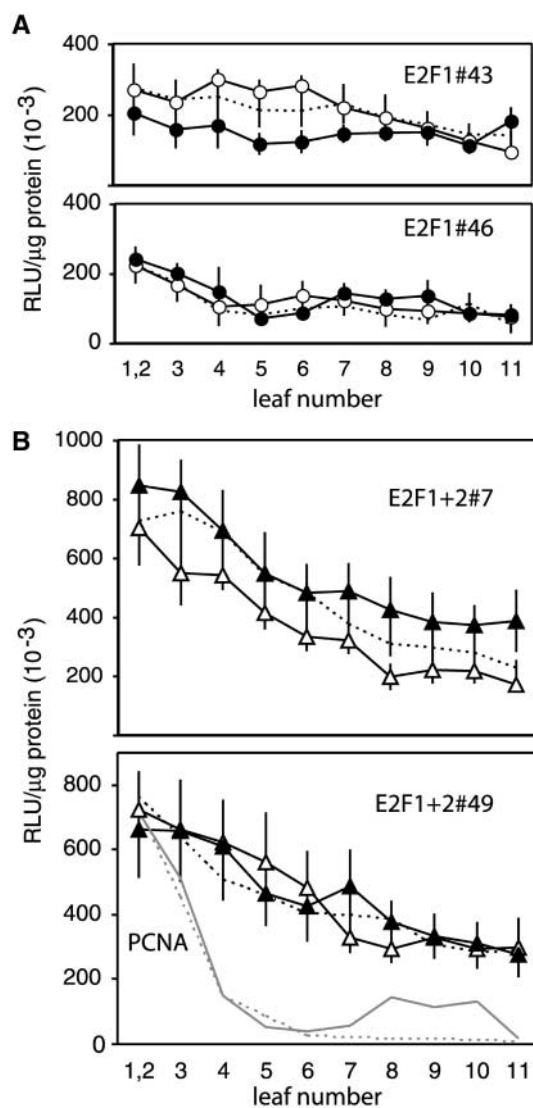 A
RLU/μg protein (10⁻³)
400
200
0
E2F1#43
400
200
0
E2F1#46
1,2 3 4 5 6 7 8 9 10 11
leaf number
B
RLU/μg protein (10⁻³)
1000
800
600
400
200
E2F1+2#7
800
600
400
200
0
E2F1+2#49
PCNA
1,2 3 4 5 6 7 8 9 10 11
leaf number